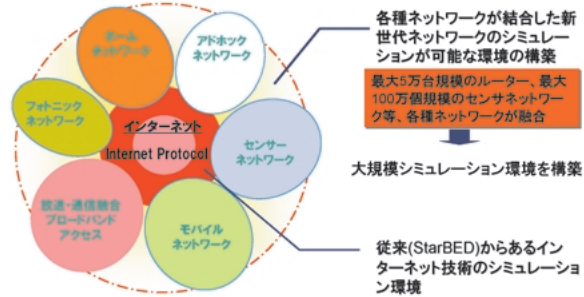 ホーム
ネットワーク
アドホック
ネットワーク
フォトニック
ネットワーク
インターネット
Internet Protocol
センサー
ネットワーク
放送・通信融合
ブロードバンド
アクセス
モバイル
ネットワーク
各種ネットワークが結合した新
世代ネットワークのシミュレー
ションが可能な環境の構築
最大5万台規模のルーター、最大
100万個規模のセンサネットワー
ク等、各種ネットワークが融合
大規模シミュレーション環境を構築
従来(StarBED)からあるイン
ターネット技術のシミュレーショ
ン環境